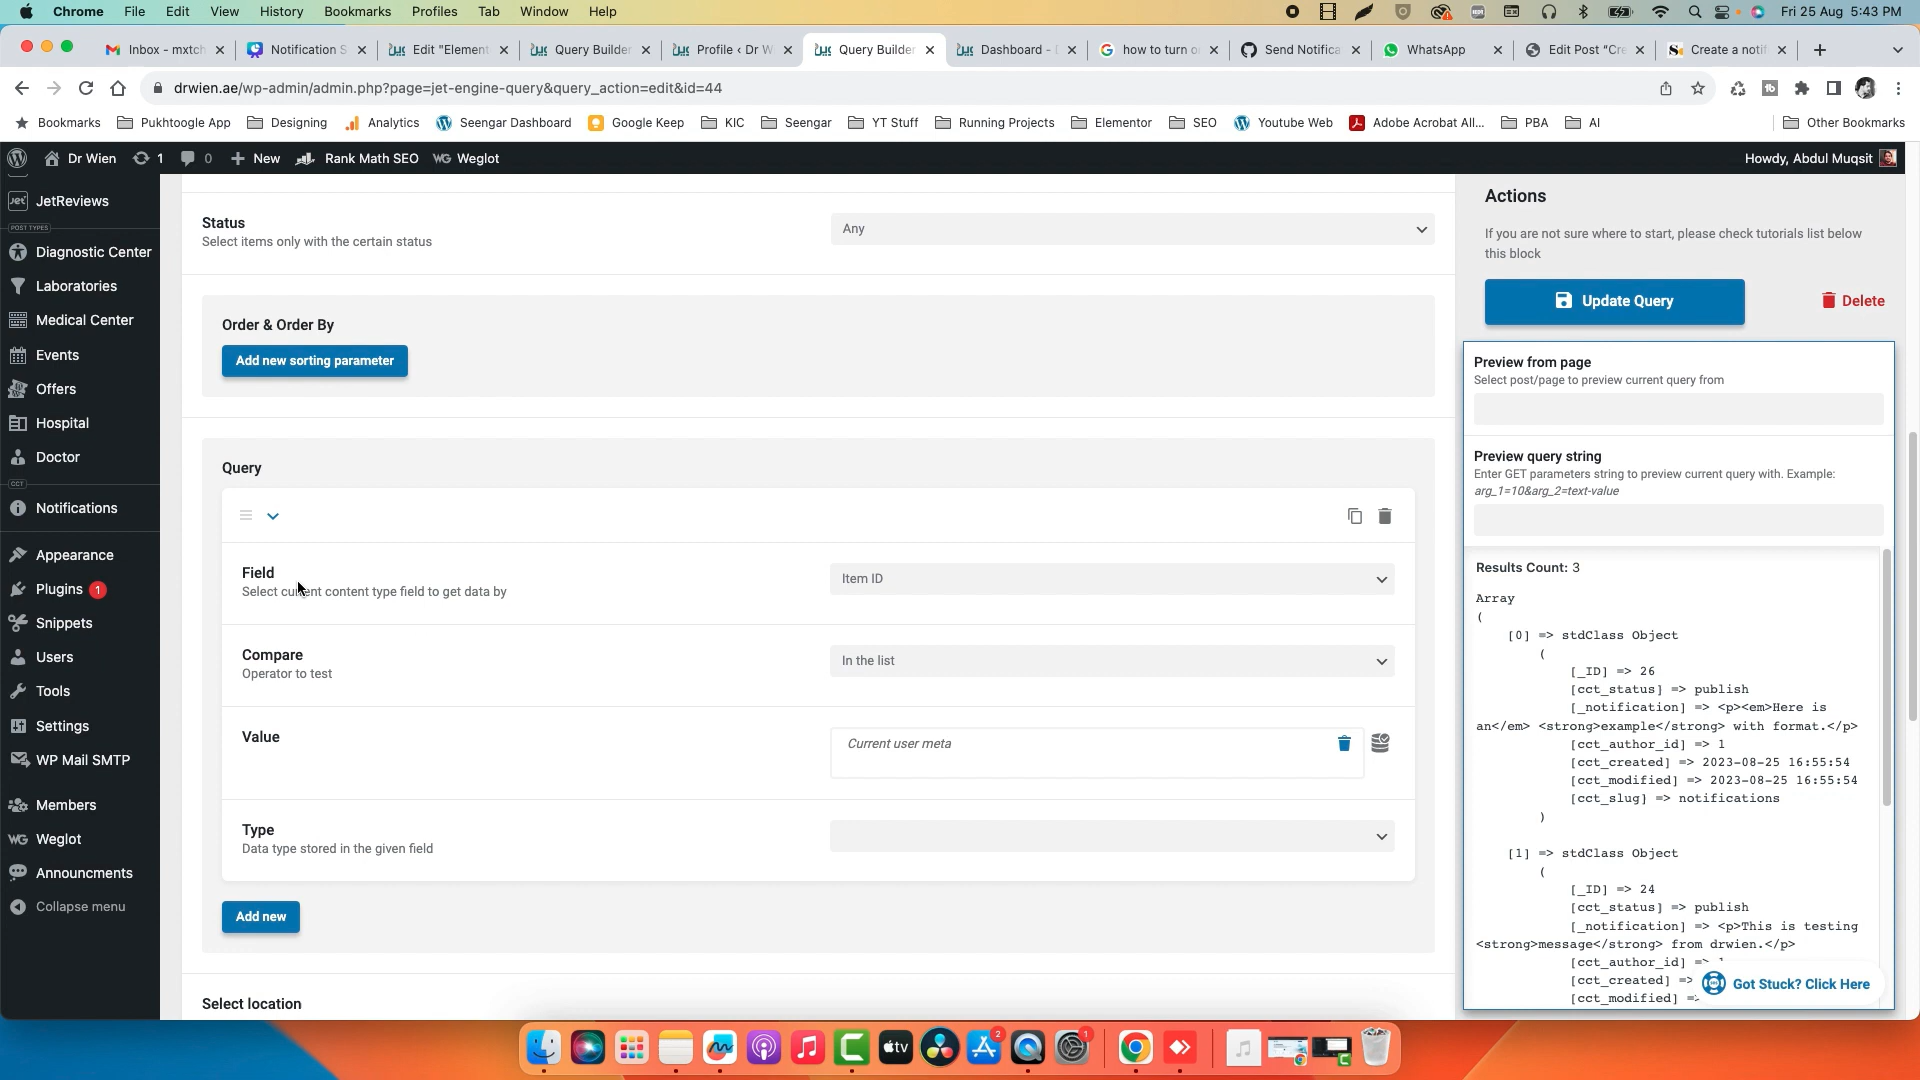 Chrome File Edit View History Bookmarks Profiles Tab Window Help Fri 25 Aug 5:43 PM
Inbox - mxtch Notification S Edit "Element Query Builder Profile ‹ Dr W Query Builder Dashboard - how to turn o Send Notifica WhatsApp Edit Post "Cre Create a notif
drwien.ae/wp-admin/admin.php?page=jet-engine-query&query_action=edit&id=44
Bookmarks Pukhtoogle App Designing Analytics Seengar Dashboard Google Keep KIC Seengar YT Stuff Running Projects Elementor SEO Youtube Web Adobe Acrobat All... PBA AI Other Bookmarks
Dr Wien 1 0 New Rank Math SEO WG Weglot Howdy, Abdul Muqsit
JetReviews
POST TYPES
Diagnostic Center
Laboratories
Medical Center
Events
Offers
Hospital
Doctor
CCT
Notifications
Appearance
Plugins 1
Snippets
Users
Tools
Settings
WP Mail SMTP
Members
WG Weglot
Announcments
Collapse menu
Status
Select items only with the certain status
Any
Order & Order By
Add new sorting parameter
Query
Field
Select current content type field to get data by
Item ID
Compare
Operator to test
In the list
Value
Current user meta
Type
Data type stored in the given field
Add new
Select location
Actions
If you are not sure where to start, please check tutorials list below
this block
Update Query
Delete
Preview from page
Select post/page to preview current query from
Preview query string
Enter GET parameters string to preview current query with. Example:
arg_1=10&arg_2=text-value
Results Count: 3
Array
(
[0] => stdClass Object
(
[_ID] => 26
[cct_status] => publish
[_notification] => <p><em>Here is
an</em> <strong>example</strong> with format.</p>
[cct_author_id] => 1
[cct_created] => 2023-08-25 16:55:54
[cct_modified] => 2023-08-25 16:55:54
[cct_slug] => notifications
)
[1] => stdClass Object
(
[_ID] => 24
[cct_status] => publish
[_notification] => <p>This is testing
<strong>message</strong> from drwien.</p>
[cct_author_id] => 1
[cct_created] =>
[cct_modified] =>
Got Stuck? Click Here
tv
2
1